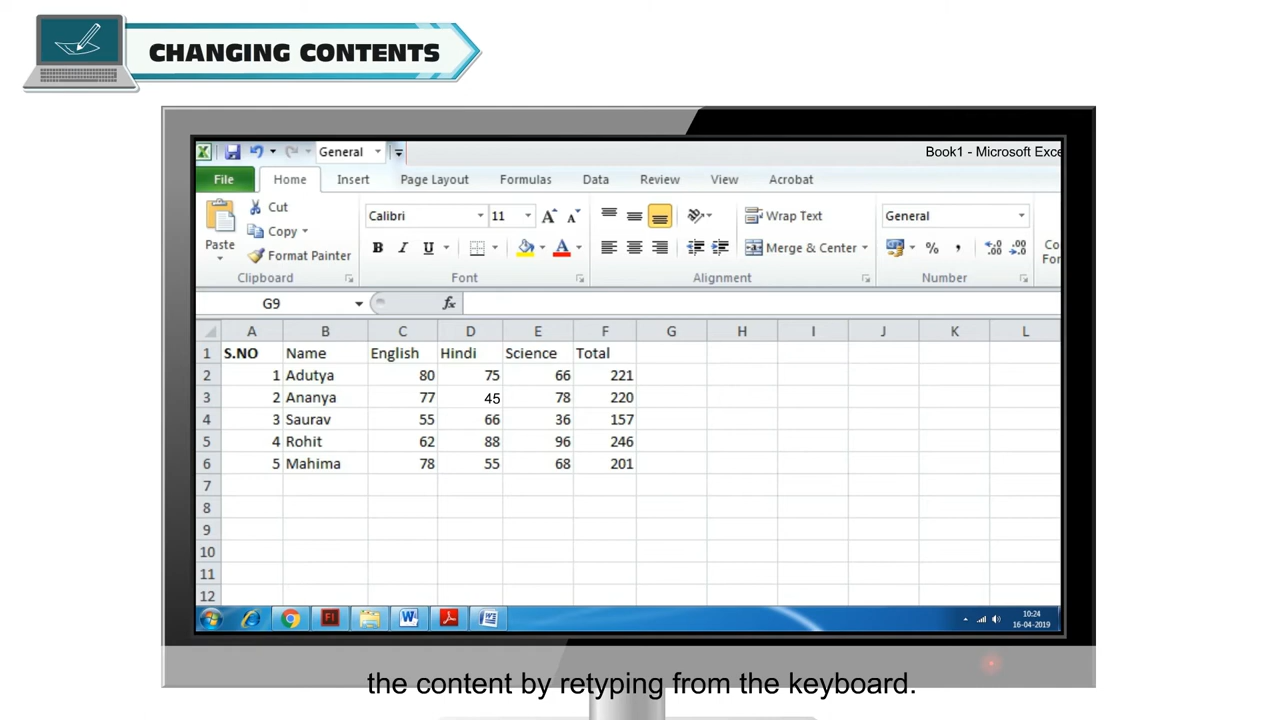 CHANGING CONTENTS
General
Book1 - Microsoft Exce
File Home Insert Page Layout Formulas Data Review View Acrobat
Paste
Cut
Copy
Format Painter
Clipboard
Calibri 11
B I U
Font
Wrap Text
Merge & Center
Alignment
General
% , .00
Number
Co
For
G9 fx
A B C D E F G H I J K L
1 S.NO Name English Hindi Science Total
2 1 Adutya 80 75 66 221
3 2 Ananya 77 45 78 220
4 3 Saurav 55 66 36 157
5 4 Rohit 62 88 96 246
6 5 Mahima 78 55 68 201
7
8
9
10
11
12
10:24
16-04-2019
the content by retyping from the keyboard.